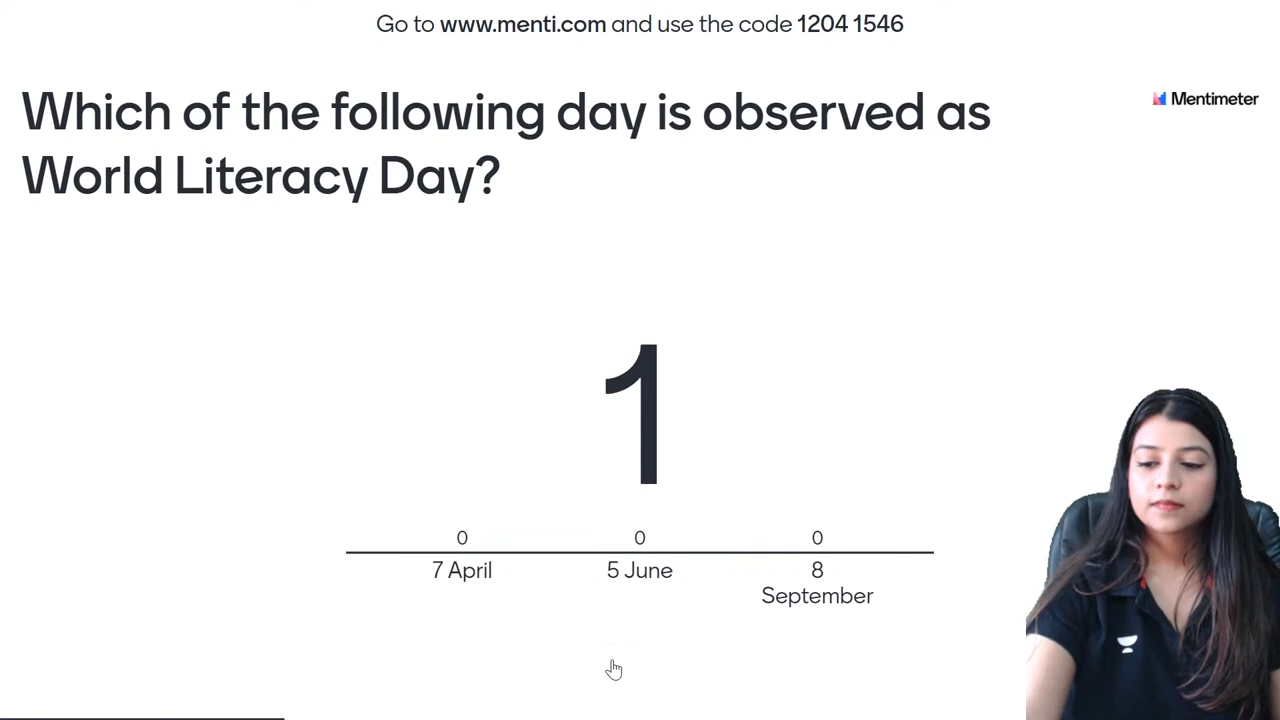 Go to www.menti.com and use the code 1204 1546
Mentimeter
Which of the following day is observed as
World Literacy Day?
1
0 0 0
7 April 5 June 8
September